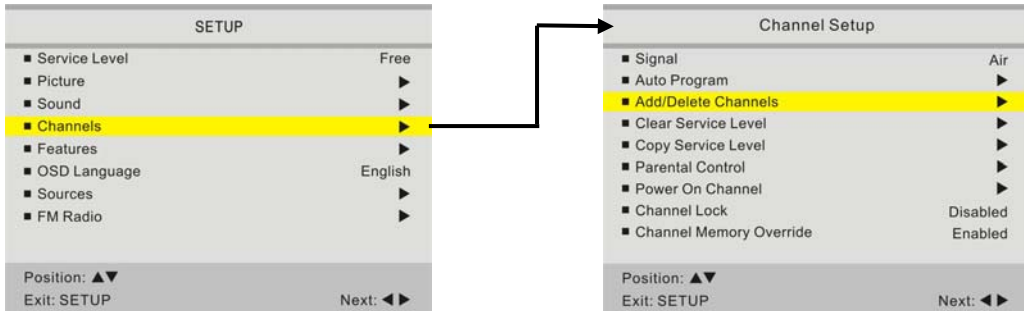 SETUP
■ Service Level Free
■ Picture ▶
■ Sound ▶
■ Channels ▶
■ Features ▶
■ OSD Language English
■ Sources ▶
■ FM Radio ▶
Position: ▲▼
Exit: SETUP Next: ◀ ▶
Channel Setup
■ Signal Air
■ Auto Program ▶
■ Add/Delete Channels ▶
■ Clear Service Level ▶
■ Copy Service Level ▶
■ Parental Control ▶
■ Power On Channel ▶
■ Channel Lock Disabled
■ Channel Memory Override Enabled
Position: ▲▼
Exit: SETUP Next: ◀ ▶